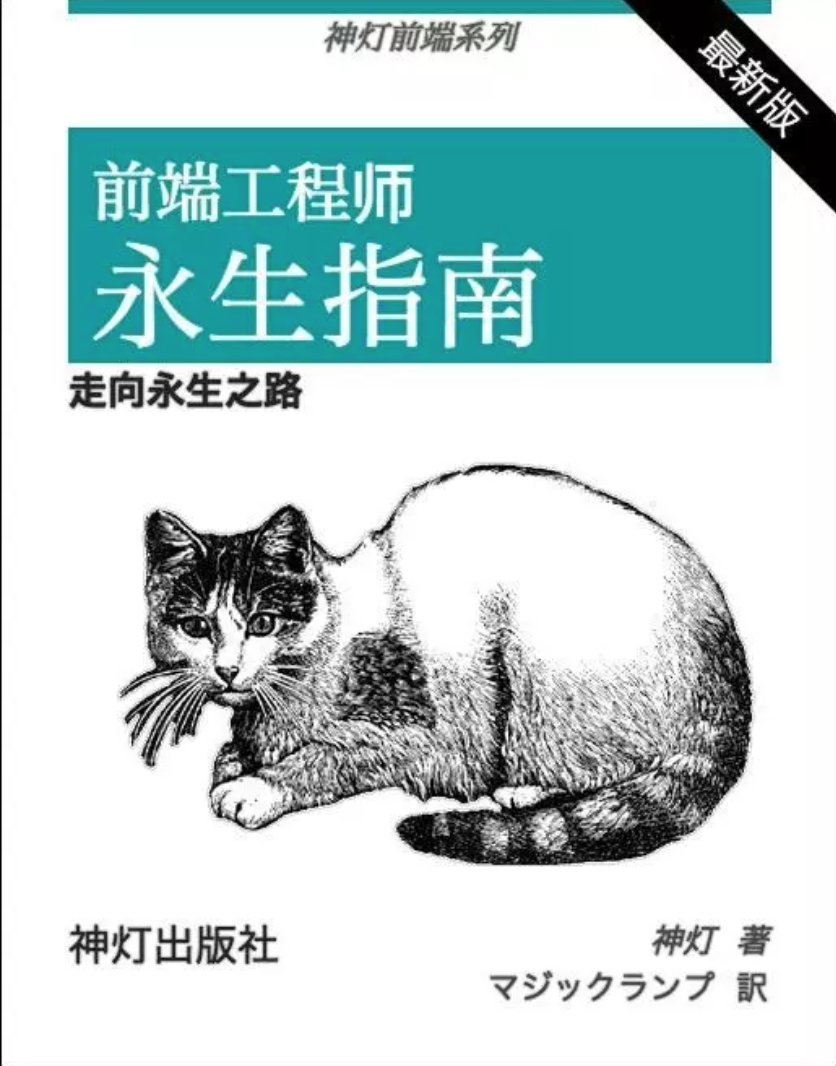 神灯前端系列
最新版
前端工程师
永生指南
走向永生之路
神灯出版社
神灯 著
マジックランプ 訳